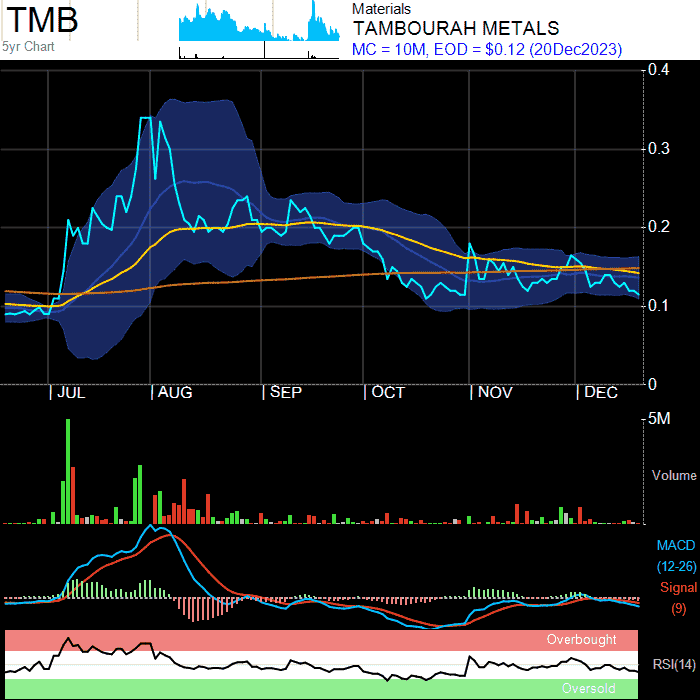 TMB
5yr Chart
Materials
TAMBOURAH METALS
MC = 10M, EOD = $0.12 (20Dec2023)
0.4
0.3
0.2
0.1
0
JUL AUG SEP OCT NOV DEC
5M
Volume
MACD
(12-26)
Signal
(9)
Overbought
RSI(14)
Oversold